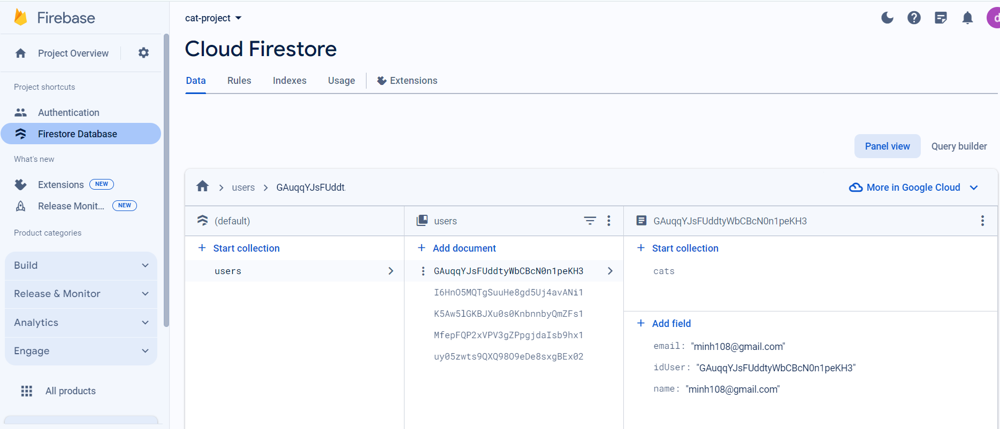 Firebase
cat-project
d
Cloud Firestore
Project Overview
Data Rules Indexes Usage Extensions
Project shortcuts
Authentication
Firestore Database
What's new
Extensions NEW
Release Monit... NEW
Product categories
Build
Release & Monitor
Analytics
Engage
All products
Panel view Query builder
users GAuqqYJsFUddt
More in Google Cloud
(default)
Start collection
users
users
Add document
GAuqqYJsFUddtyWbCBcN0n1peKH3
I6HnO5MQTgSuuHe8gd5Uj4avANi1
K5Aw5lGKBJXu0s0KnbnnbyQmZFs1
MfepFQP2xVPV3gZPpgjdaIsb9hx1
uy05zwts9QXQ98O9eDe8sxgBEx02
GAuqqYJsFUddtyWbCBcN0n1peKH3
Start collection
cats
Add field
email: "minh108@gmail.com"
idUser: "GAuqqYJsFUddtyWbCBcN0n1peKH3"
name: "minh108@gmail.com"